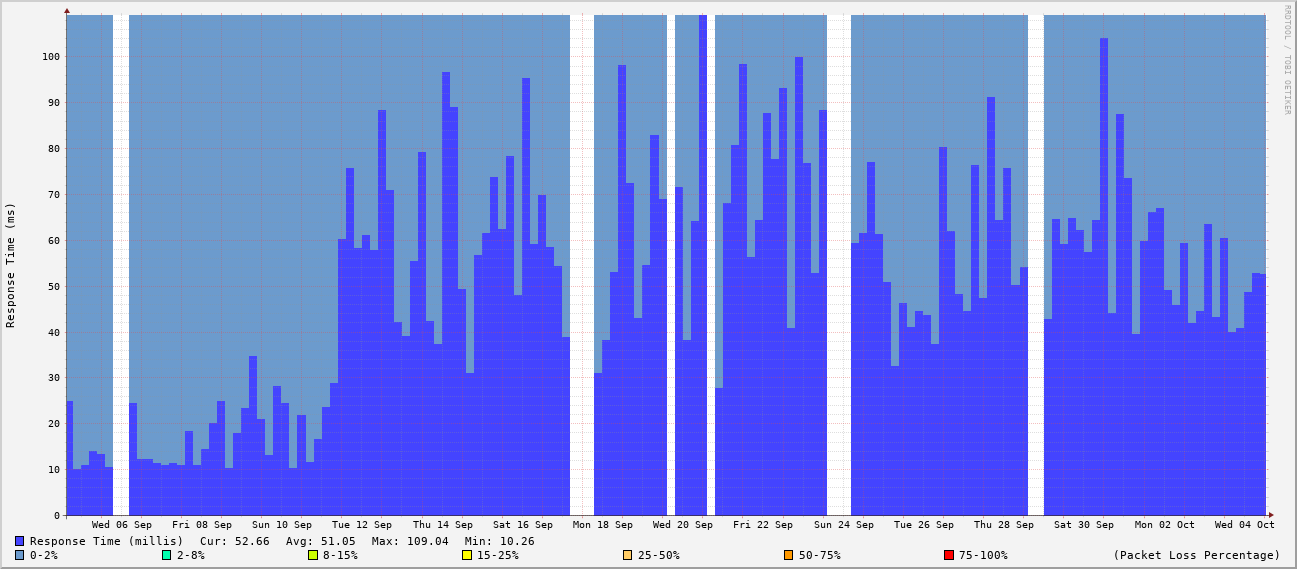 RRDTOOL / TOBI OETIKER
Response Time (ms)
100
90
80
70
60
50
40
30
20
10
0
Wed 06 Sep Fri 08 Sep Sun 10 Sep Tue 12 Sep Thu 14 Sep Sat 16 Sep Mon 18 Sep Wed 20 Sep Fri 22 Sep Sun 24 Sep Tue 26 Sep Thu 28 Sep Sat 30 Sep Mon 02 Oct Wed 04 Oct
Response Time (millis) Cur: 52.66 Avg: 51.05 Max: 109.04 Min: 10.26
0-2% 2-8% 8-15% 15-25% 25-50% 50-75% 75-100% (Packet Loss Percentage)